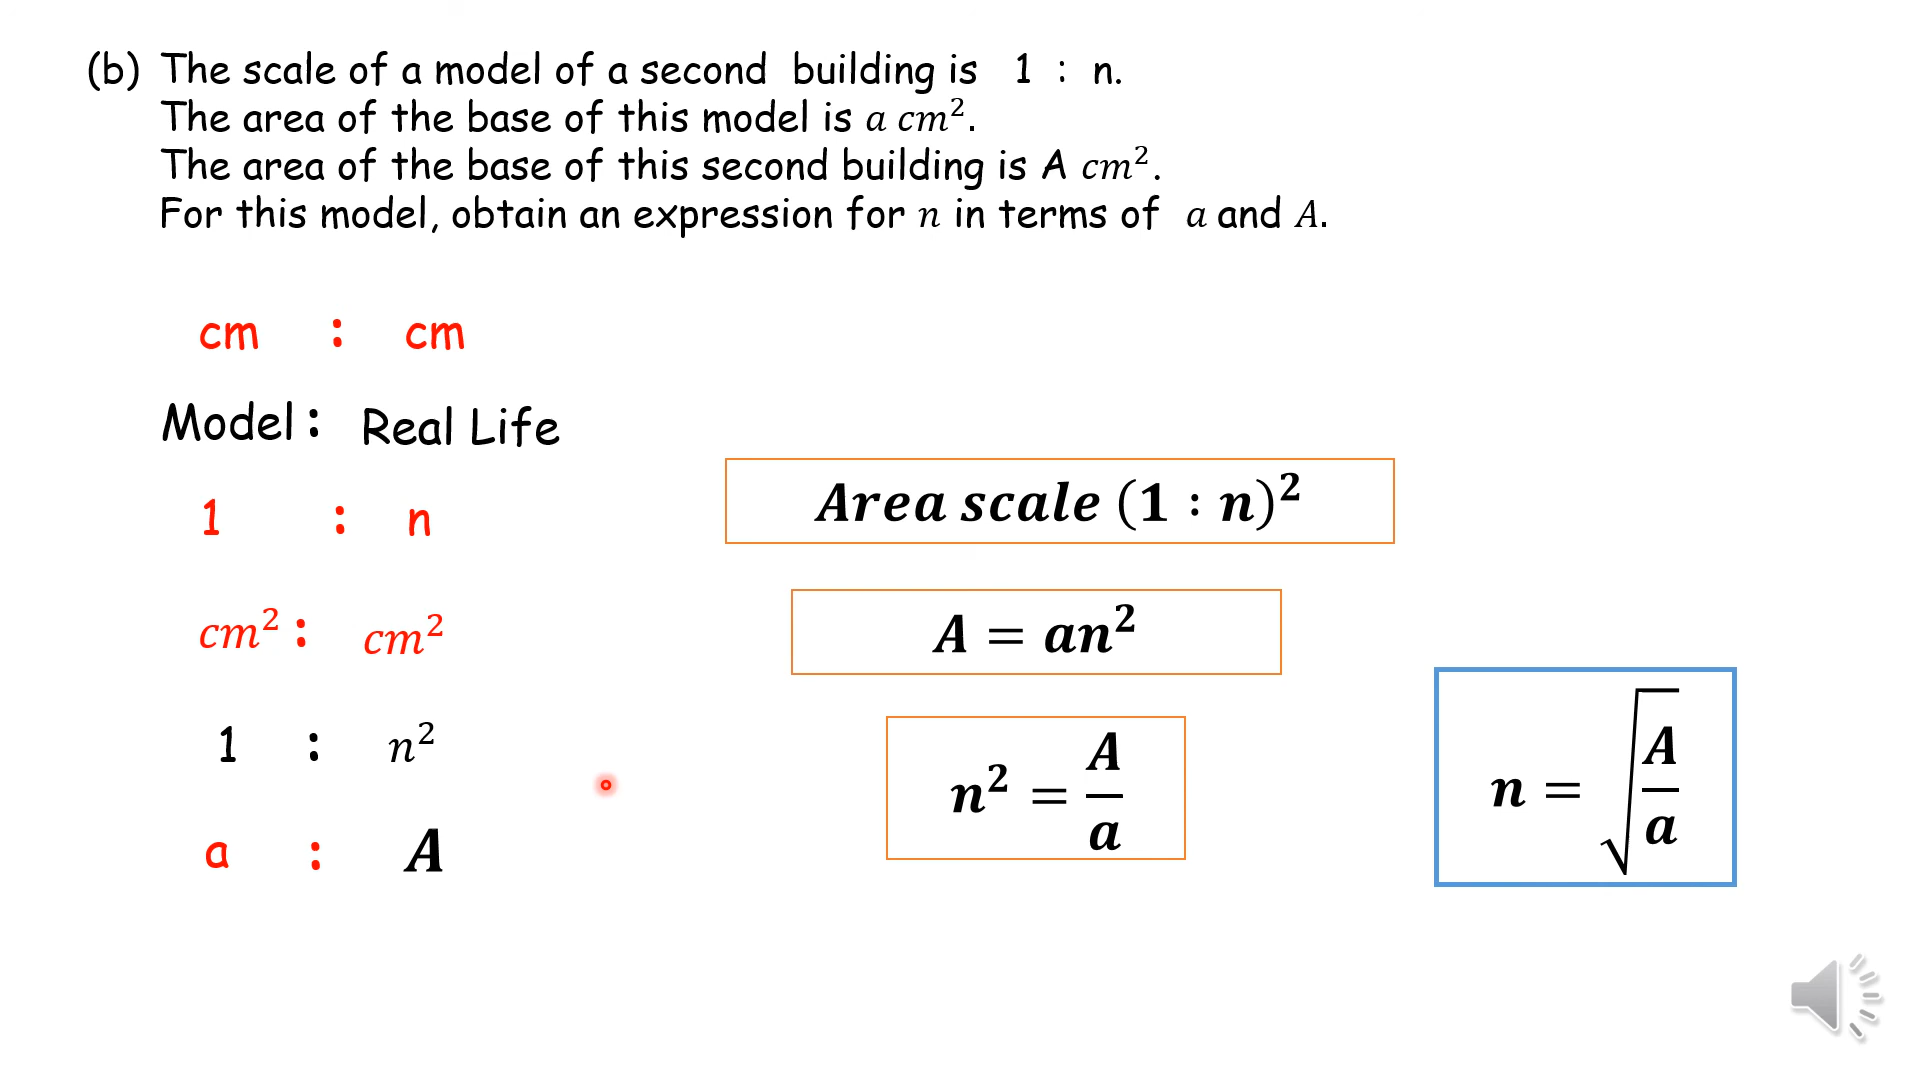 (b) The scale of a model of a second building is 1 : n.
The area of the base of this model is a cm².
The area of the base of this second building is A cm².
For this model, obtain an expression for n in terms of a and A.
cm : cm
Model : Real Life
1 : n
Area scale (1 : n)²
cm² : cm²
A = an²
1 : n²
n² = A/a
n = √(A/a)
a : A